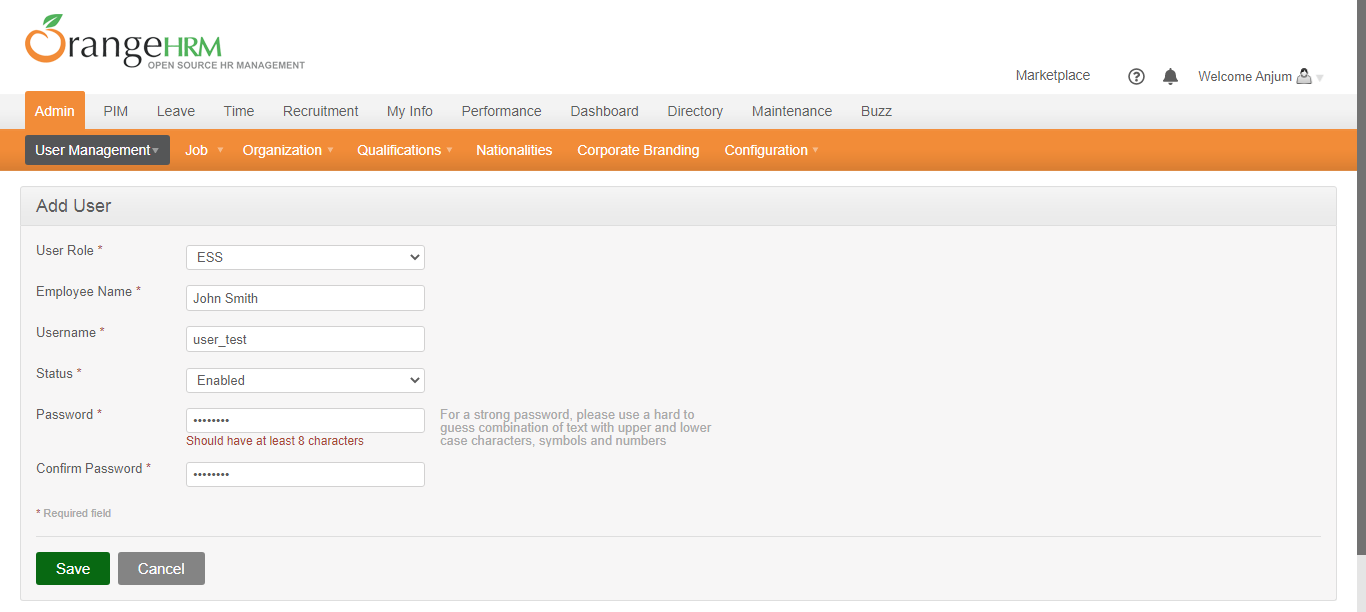 OrangeHRM
OPEN SOURCE HR MANAGEMENT
Marketplace
Welcome Anjum
Admin PIM Leave Time Recruitment My Info Performance Dashboard Directory Maintenance Buzz
User Management Job Organization Qualifications Nationalities Corporate Branding Configuration
Add User
User Role * ESS
Employee Name * John Smith
Username * user_test
Status * Enabled
Password * ••••••••
Should have at least 8 characters
For a strong password, please use a hard to
guess combination of text with upper and lower
case characters, symbols and numbers
Confirm Password * ••••••••
* Required field
Save Cancel